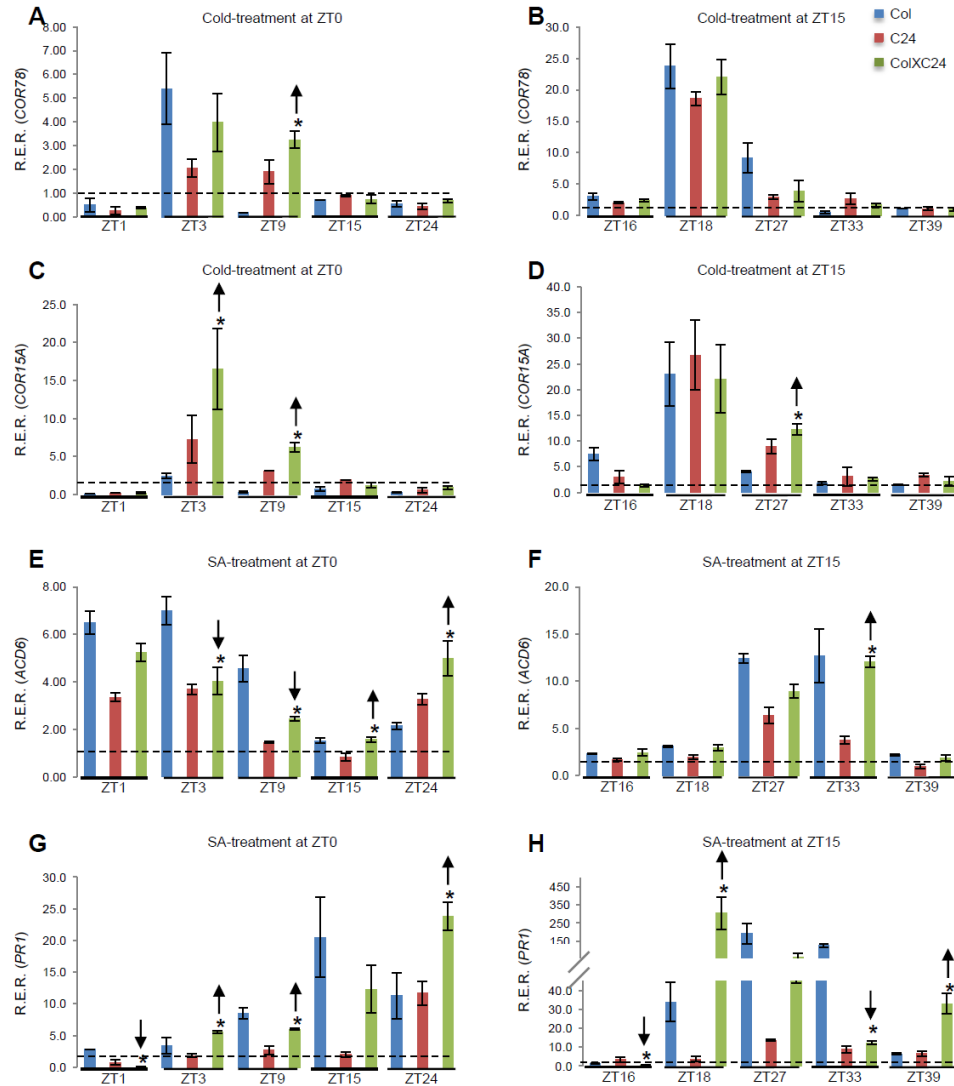 A
Cold-treatment at ZT0
R.E.R. (COR78)
8.00
7.00
6.00
5.00
4.00
3.00
2.00
1.00
0.00
*
ZT1 ZT3 ZT9 ZT15 ZT24
B
Cold-treatment at ZT15
Col
C24
ColXC24
R.E.R. (COR78)
30.0
25.0
20.0
15.0
10.0
5.0
0.0
ZT16 ZT18 ZT27 ZT33 ZT39
C
Cold-treatment at ZT0
R.E.R. (COR15A)
25.0
20.0
15.0
10.0
5.0
0.0
* *
ZT1 ZT3 ZT9 ZT15 ZT24
D
Cold-treatment at ZT15
R.E.R. (COR15A)
40.0
35.0
30.0
25.0
20.0
15.0
10.0
5.0
0.0
*
ZT16 ZT18 ZT27 ZT33 ZT39
E
SA-treatment at ZT0
R.E.R. (ACD6)
8.00
6.00
4.00
2.00
0.00
* * * *
ZT1 ZT3 ZT9 ZT15 ZT24
F
SA-treatment at ZT15
R.E.R. (ACD6)
20.0
15.0
10.0
5.0
0.0
*
ZT16 ZT18 ZT27 ZT33 ZT39
G
SA-treatment at ZT0
R.E.R. (PR1)
30.0
25.0
20.0
15.0
10.0
5.0
0.0
* * * *
ZT1 ZT3 ZT9 ZT15 ZT24
H
SA-treatment at ZT15
R.E.R. (PR1)
450
350
250
150
40.0
30.0
20.0
10.0
0.0
* * * *
ZT16 ZT18 ZT27 ZT33 ZT39